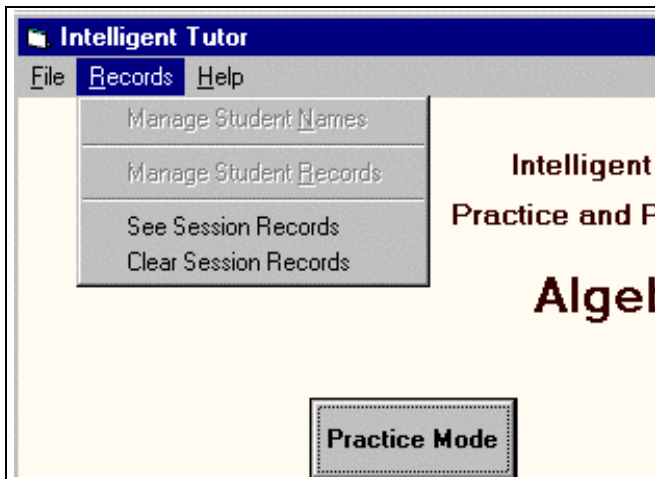 Intelligent Tutor
File Records Help
Manage Student Names
Manage Student Records
See Session Records
Clear Session Records
Intelligent
Practice and
Practice Mode